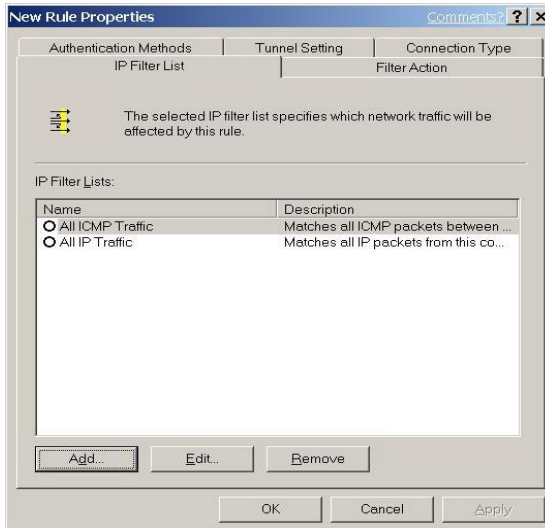 New Rule Properties Comments? ? ×
Authentication Methods Tunnel Setting Connection Type
IP Filter List Filter Action
The selected IP filter list specifies which network traffic will be
affected by this rule.
IP Filter Lists:
Name Description
All ICMP Traffic Matches all ICMP packets between ...
All IP Traffic Matches all IP packets from this co...
Add... Edit... Remove
OK Cancel Apply